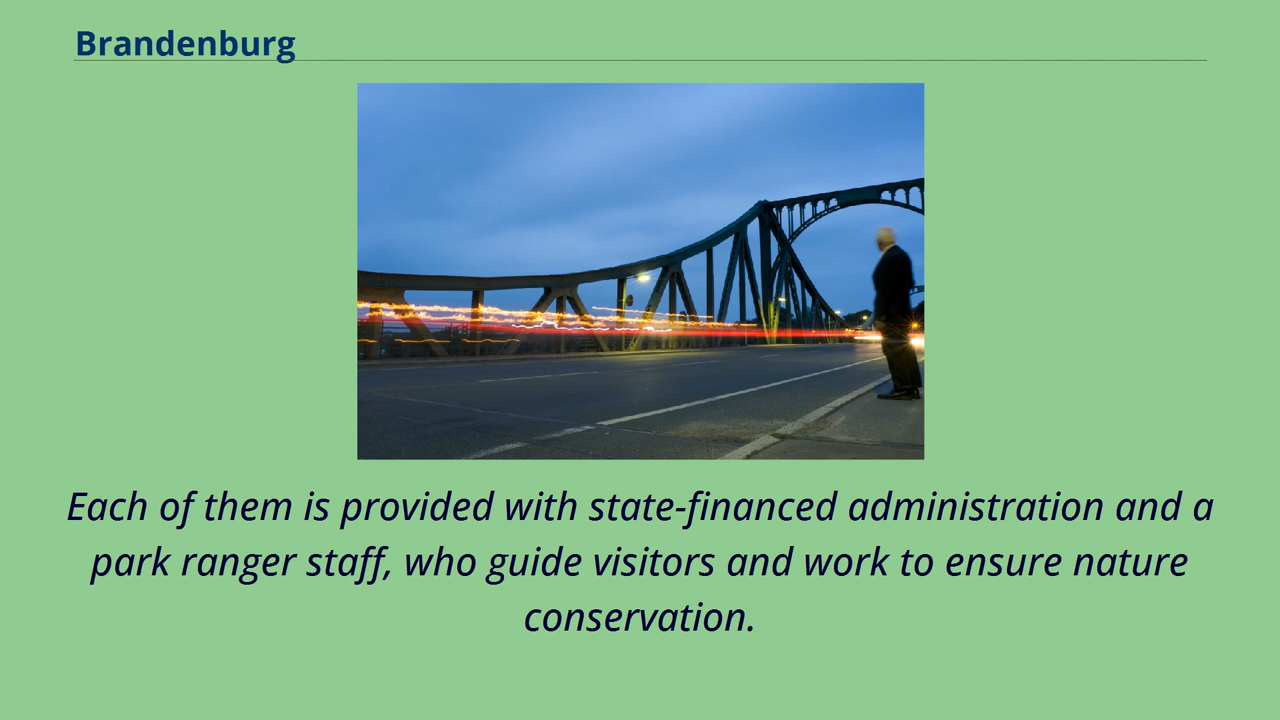 Brandenburg
Each of them is provided with state-financed administration and a
park ranger staff, who guide visitors and work to ensure nature
conservation.